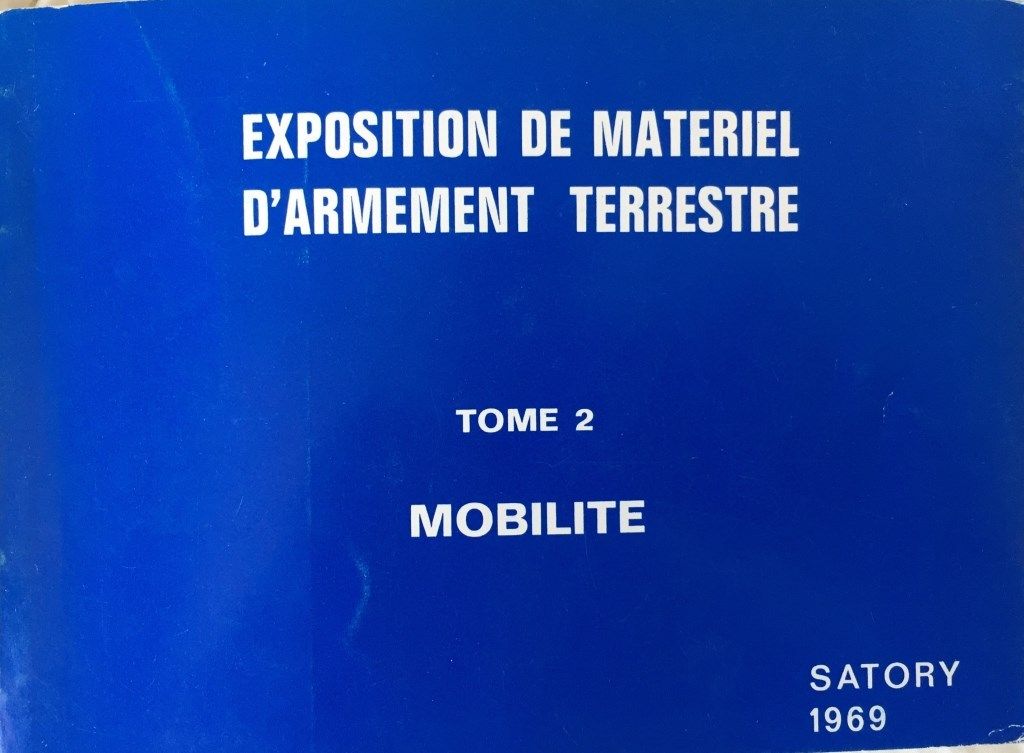 EXPOSITION DE MATERIEL
D'ARMEMENT TERRESTRE
TOME 2
MOBILITE
SATORY
1969